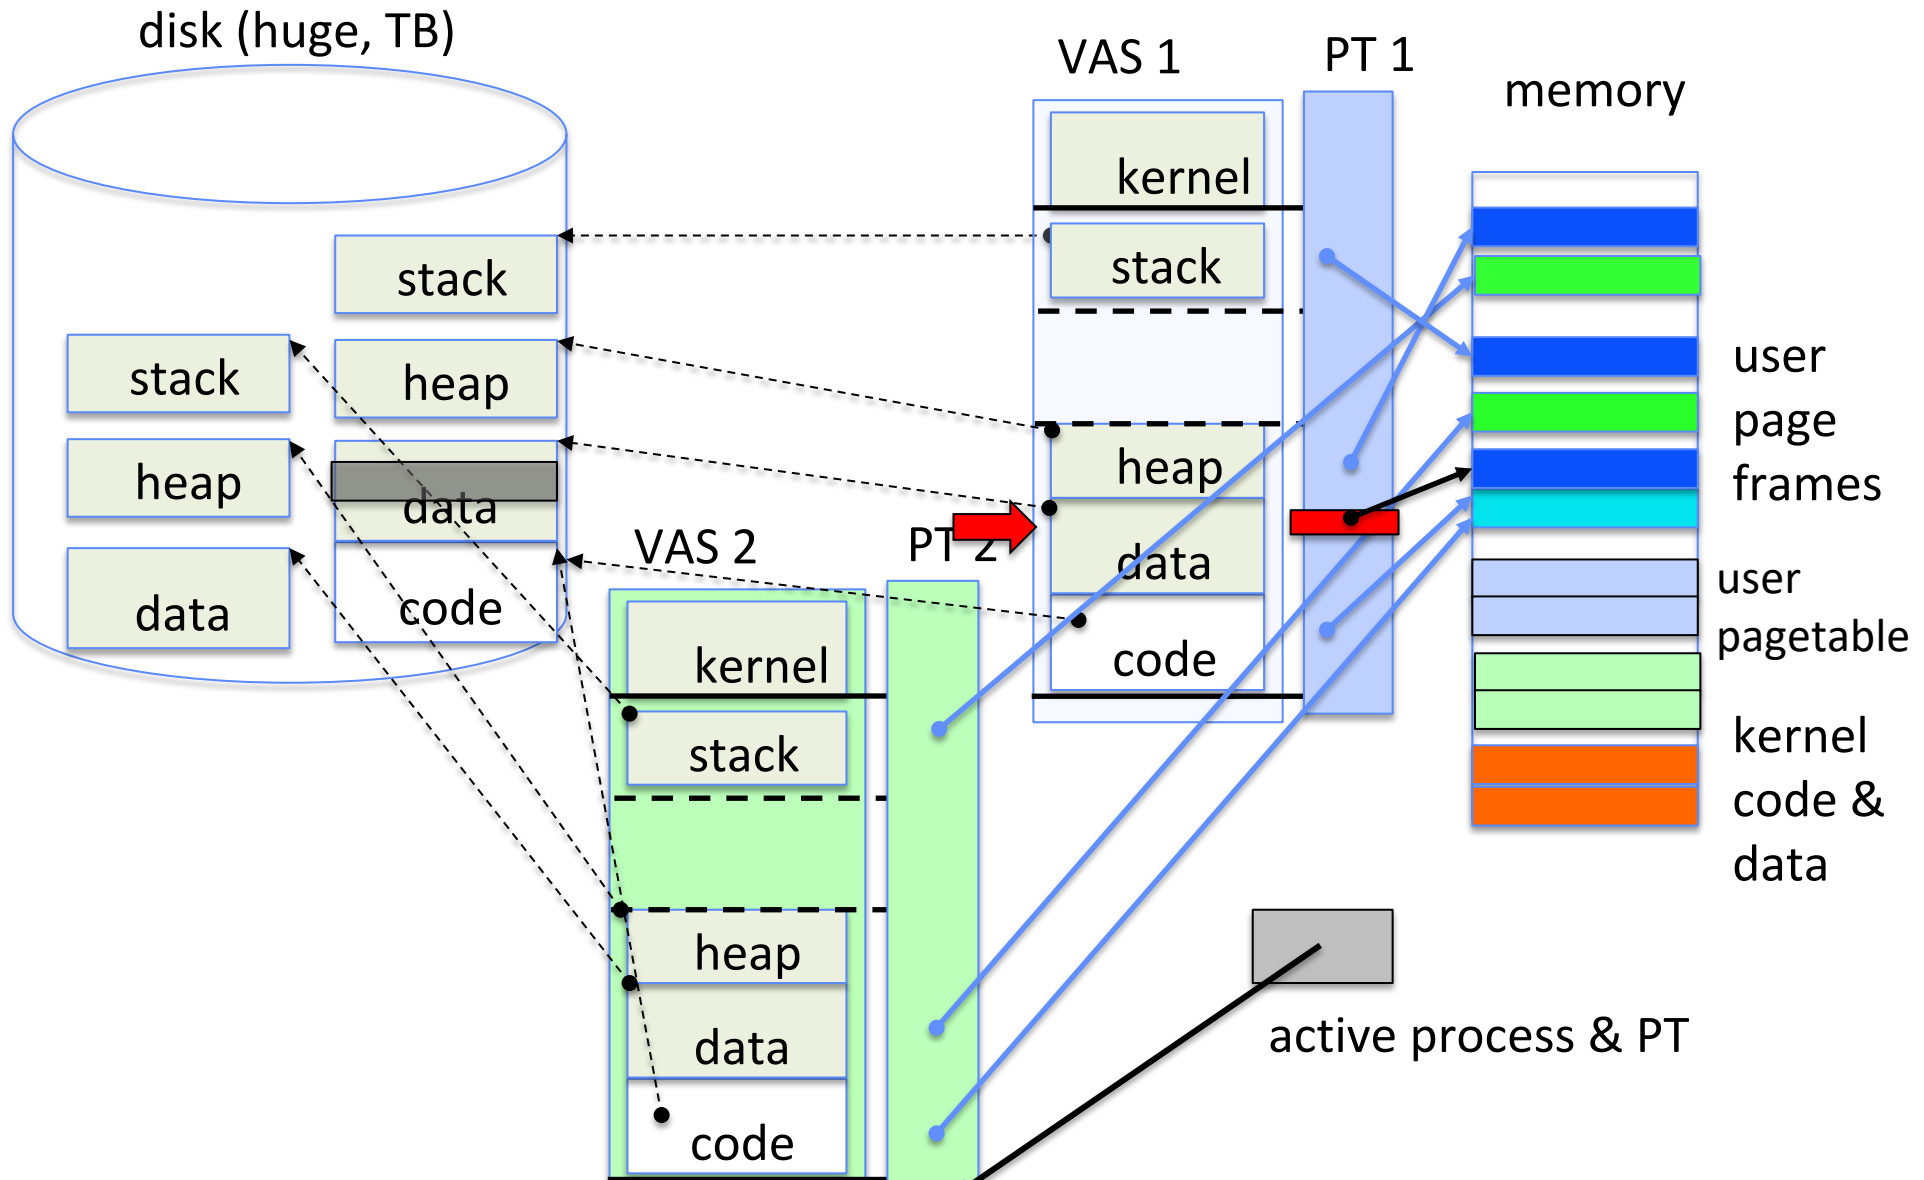 disk (huge, TB)
VAS 1
PT 1
memory
kernel
stack
stack
heap
stack
heap
data
data
code
heap
data
code
VAS 2
PT 2
kernel
stack
heap
data
code
user
page
frames
user
pagetable
kernel
code &
data
active process & PT